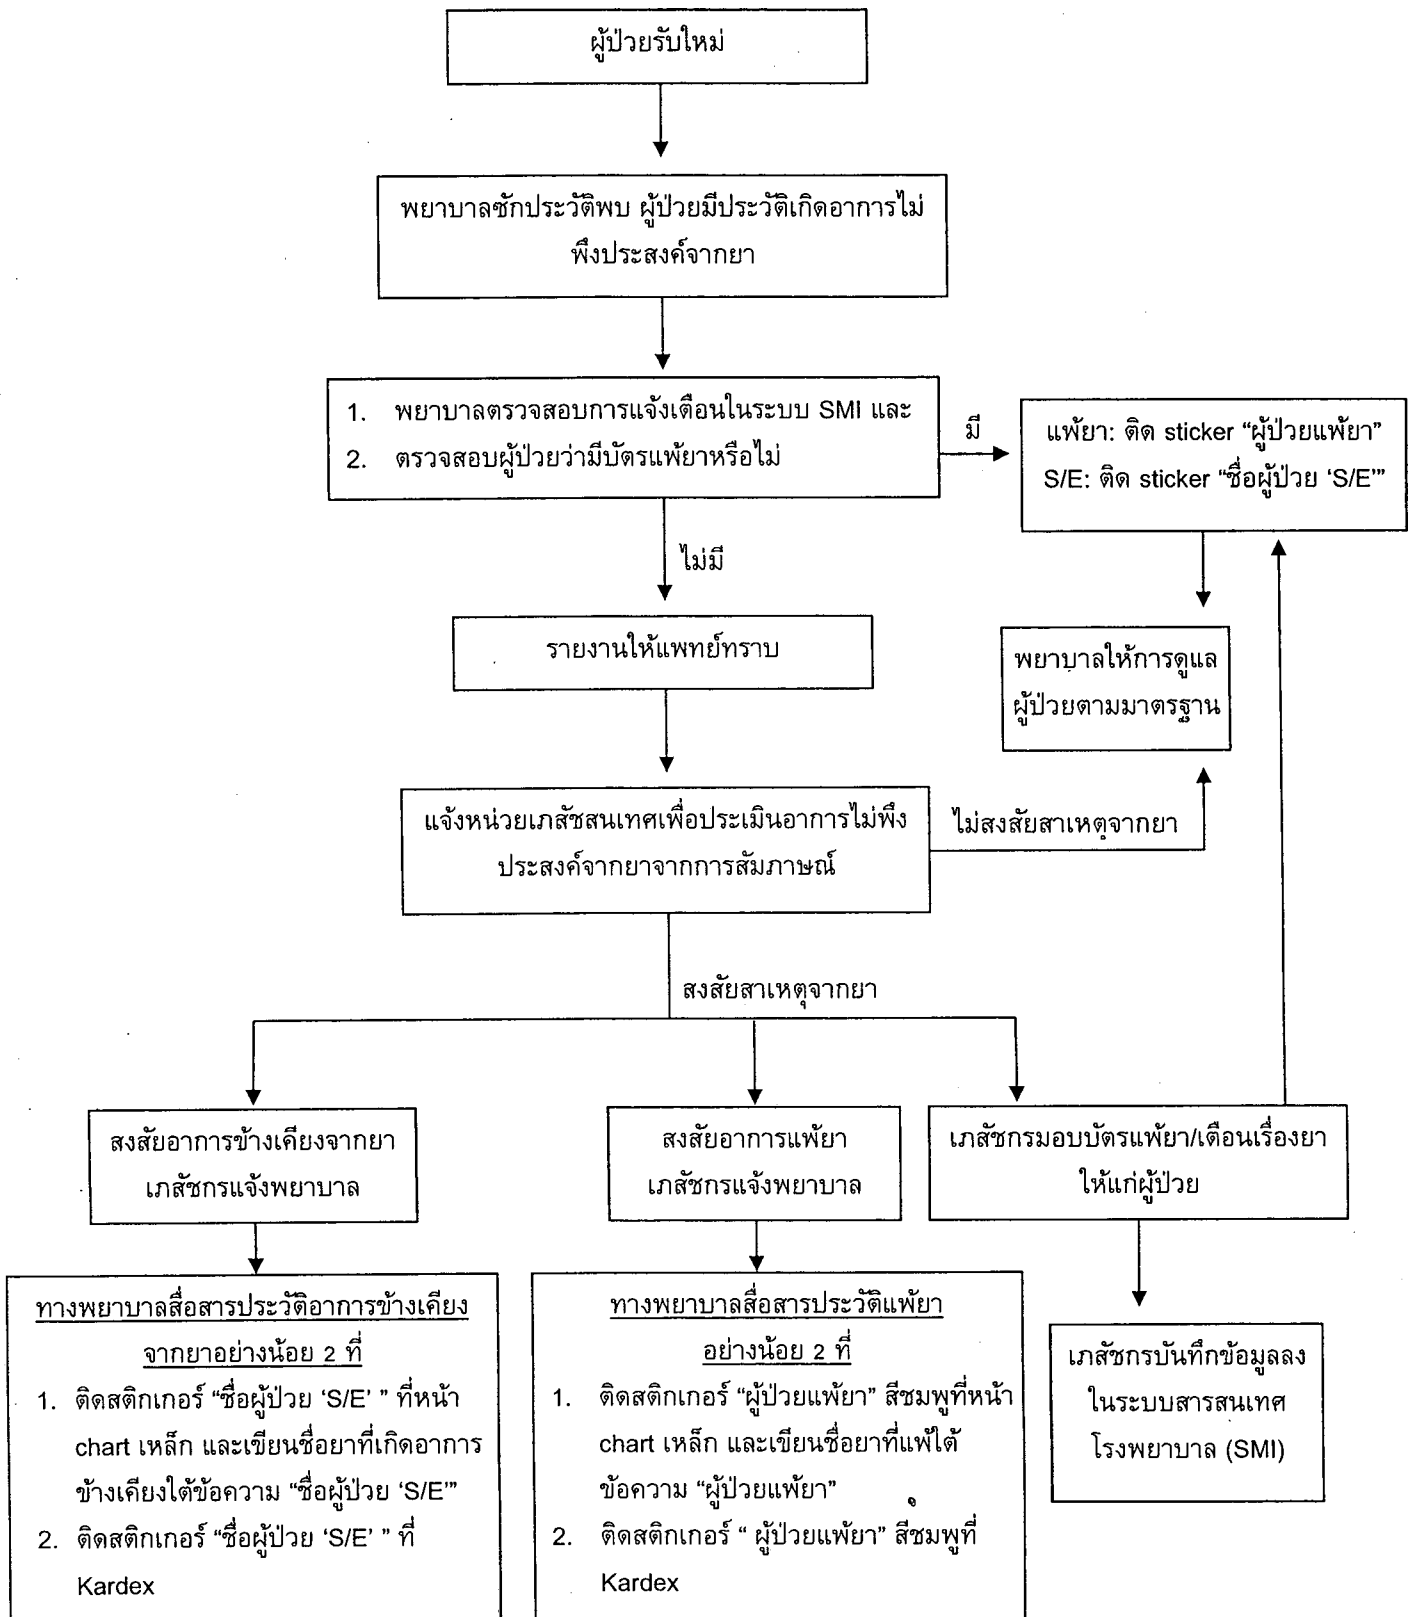 ผู้ป่วยรับใหม่
พยาบาลซักประวัติพบ ผู้ป่วยมีประวัติเกิดอาการไม่
พึงประสงค์จากยา
1. พยาบาลตรวจสอบการแจ้งเตือนในระบบ SMI และ
2. ตรวจสอบผู้ป่วยว่ามีบัตรแพ้ยาหรือไม่
มี
แพ้ยา: ติด sticker “ผู้ป่วยแพ้ยา”
S/E: ติด sticker “ชื่อผู้ป่วย ‘S/E’”
ไม่มี
รายงานให้แพทย์ทราบ
พยาบาลให้การดูแล
ผู้ป่วยตามมาตรฐาน
แจ้งหน่วยเภสัชสนเทศเพื่อประเมินอาการไม่พึง
ประสงค์จากยาจากการสัมภาษณ์
ไม่สงสัยสาเหตุจากยา
สงสัยสาเหตุจากยา
สงสัยอาการข้างเคียงจากยา
เภสัชกรแจ้งพยาบาล
สงสัยอาการแพ้ยา
เภสัชกรแจ้งพยาบาล
เภสัชกรมอบบัตรแพ้ยา/เตือนเรื่องยา
ให้แก่ผู้ป่วย
ทางพยาบาลสื่อสารประวัติอาการข้างเคียง
จากยาอย่างน้อย 2 ที่
1. ติดสติกเกอร์ “ชื่อผู้ป่วย ‘S/E’ ” ที่หน้า
chart เหล็ก และเขียนชื่อยาที่เกิดอาการ
ข้างเคียงใต้ข้อความ “ชื่อผู้ป่วย ‘S/E’”
2. ติดสติกเกอร์ “ชื่อผู้ป่วย ‘S/E’ ” ที่
Kardex
ทางพยาบาลสื่อสารประวัติแพ้ยา
อย่างน้อย 2 ที่
1. ติดสติกเกอร์ “ผู้ป่วยแพ้ยา” สีชมพูที่หน้า
chart เหล็ก และเขียนชื่อยาที่แพ้ใต้
ข้อความ “ผู้ป่วยแพ้ยา”
2. ติดสติกเกอร์ “ ผู้ป่วยแพ้ยา” สีชมพูที่
Kardex
เภสัชกรบันทึกข้อมูลลง
ในระบบสารสนเทศ
โรงพยาบาล (SMI)